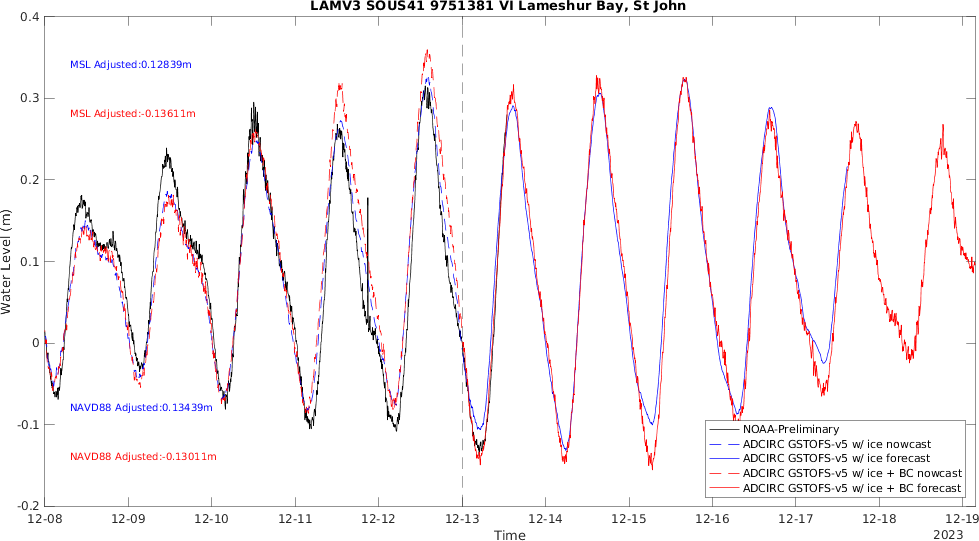 LAMV3 SOUS41 9751381 VI Lameshur Bay, St John
0.4
0.3
0.2
0.1
0
-0.1
-0.2
Water Level (m)
MSL Adjusted:0.12839m
MSL Adjusted:-0.13611m
NAVD88 Adjusted:0.13439m
NAVD88 Adjusted:-0.13011m
NOAA-Preliminary
ADCIRC GSTOFS-v5 w/ ice nowcast
ADCIRC GSTOFS-v5 w/ ice forecast
ADCIRC GSTOFS-v5 w/ ice + BC nowcast
ADCIRC GSTOFS-v5 w/ ice + BC forecast
12-08 12-09 12-10 12-11 12-12 12-13 12-14 12-15 12-16 12-17 12-18 12-19
Time
2023